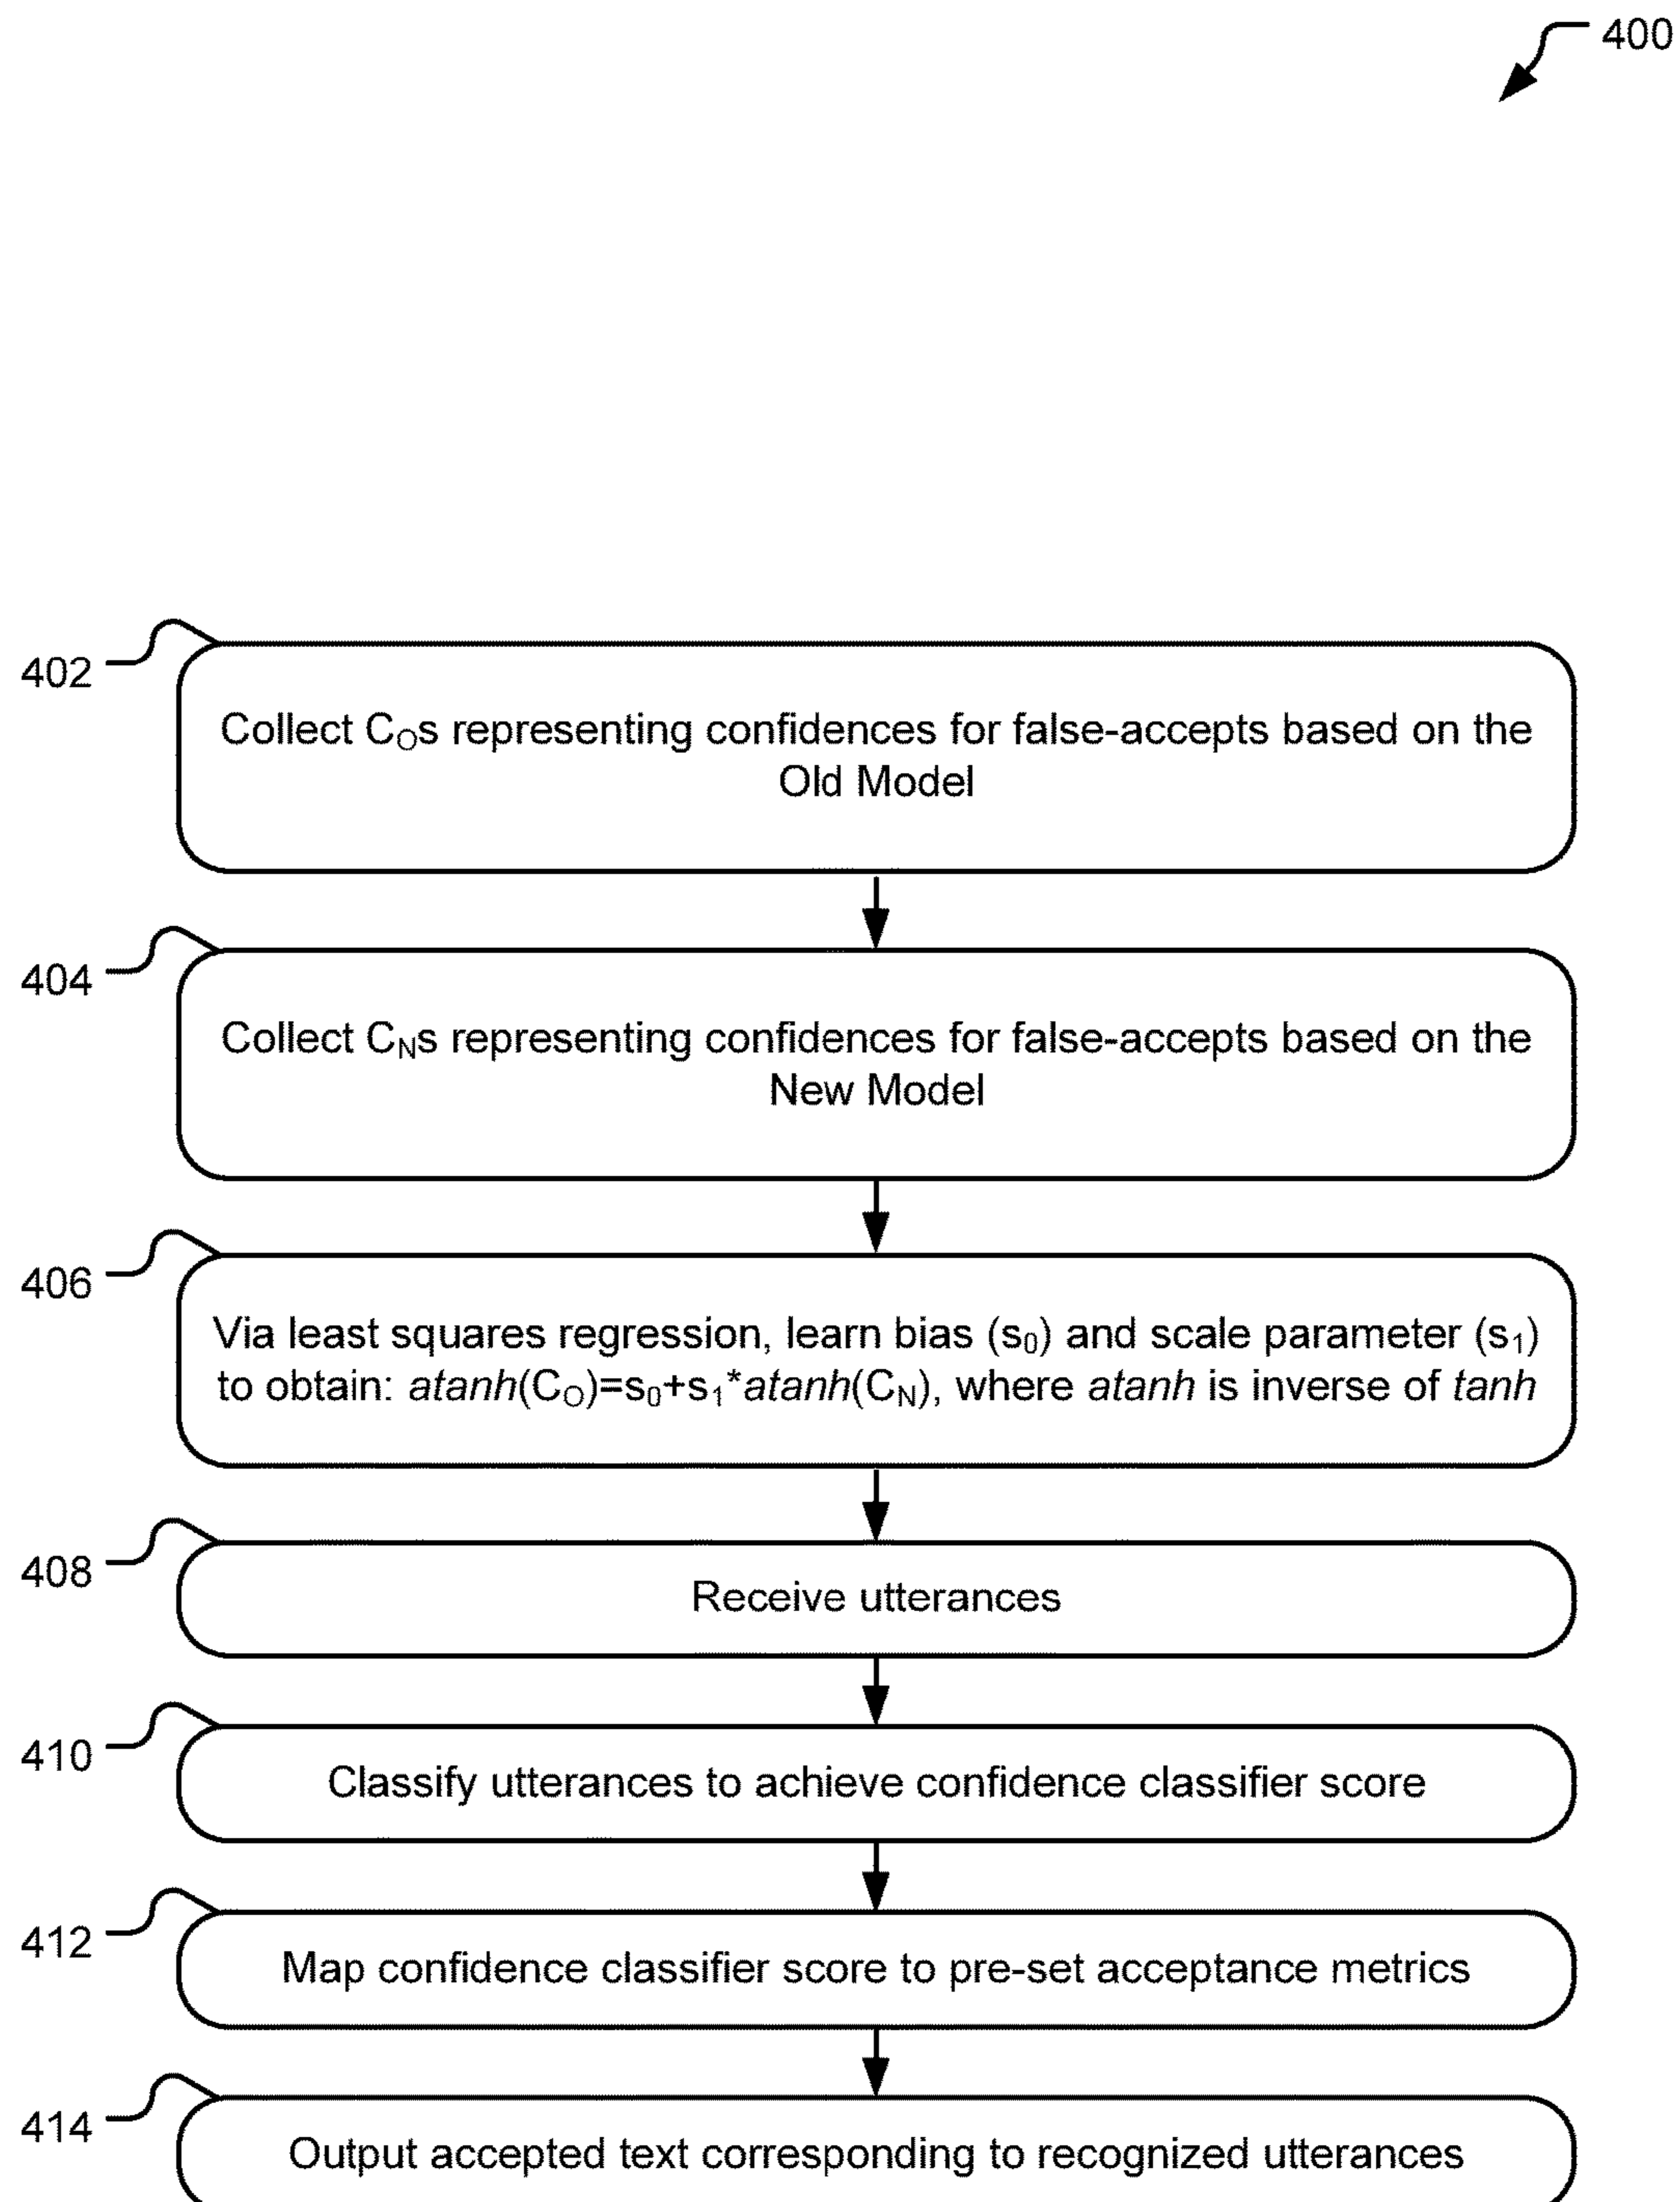 400
402
Collect COs representing confidences for false-accepts based on the
Old Model
404
Collect CNs representing confidences for false-accepts based on the
New Model
406
Via least squares regression, learn bias (s0) and scale parameter (s1)
to obtain: atanh(CO)=s0+s1*atanh(CN), where atanh is inverse of tanh
408
Receive utterances
410
Classify utterances to achieve confidence classifier score
412
Map confidence classifier score to pre-set acceptance metrics
414
Output accepted text corresponding to recognized utterances